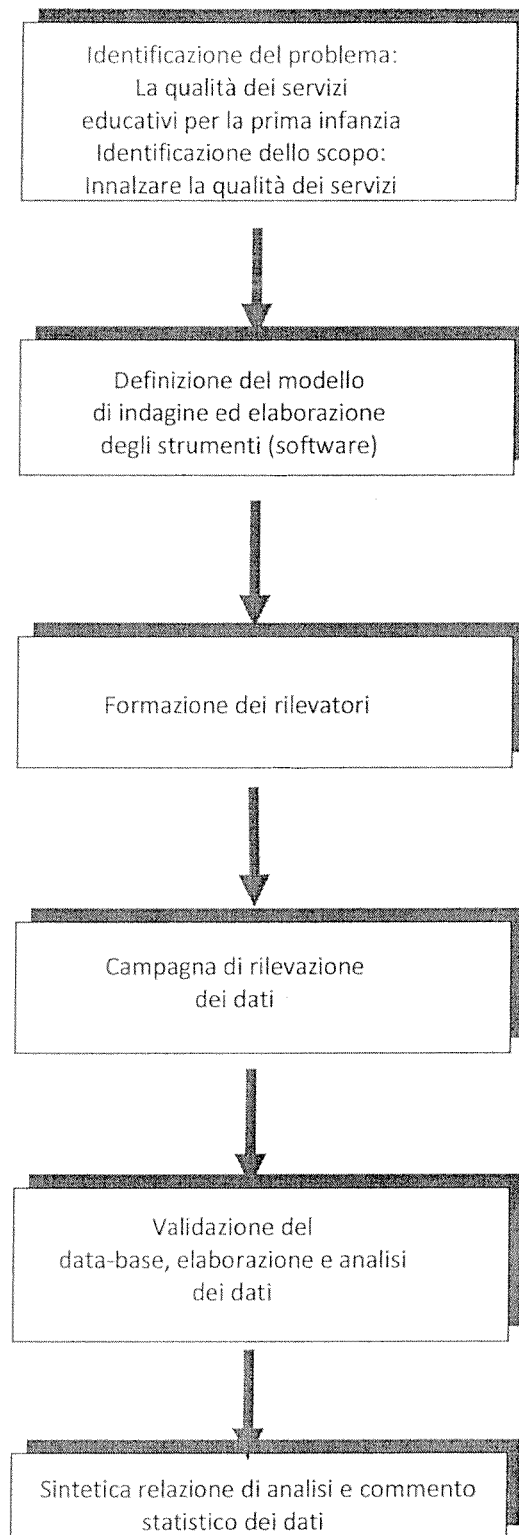 Identificazione del problema:
La qualità dei servizi
educativi per la prima infanzia
Identificazione dello scopo:
Innalzare la qualità dei servizi
Definizione del modello
di indagine ed elaborazione
degli strumenti (software)
Formazione dei rilevatori
Campagna di rilevazione
dei dati
Validazione del
data-base, elaborazione e analisi
dei dati
Sintetica relazione di analisi e commento
statistico dei dati